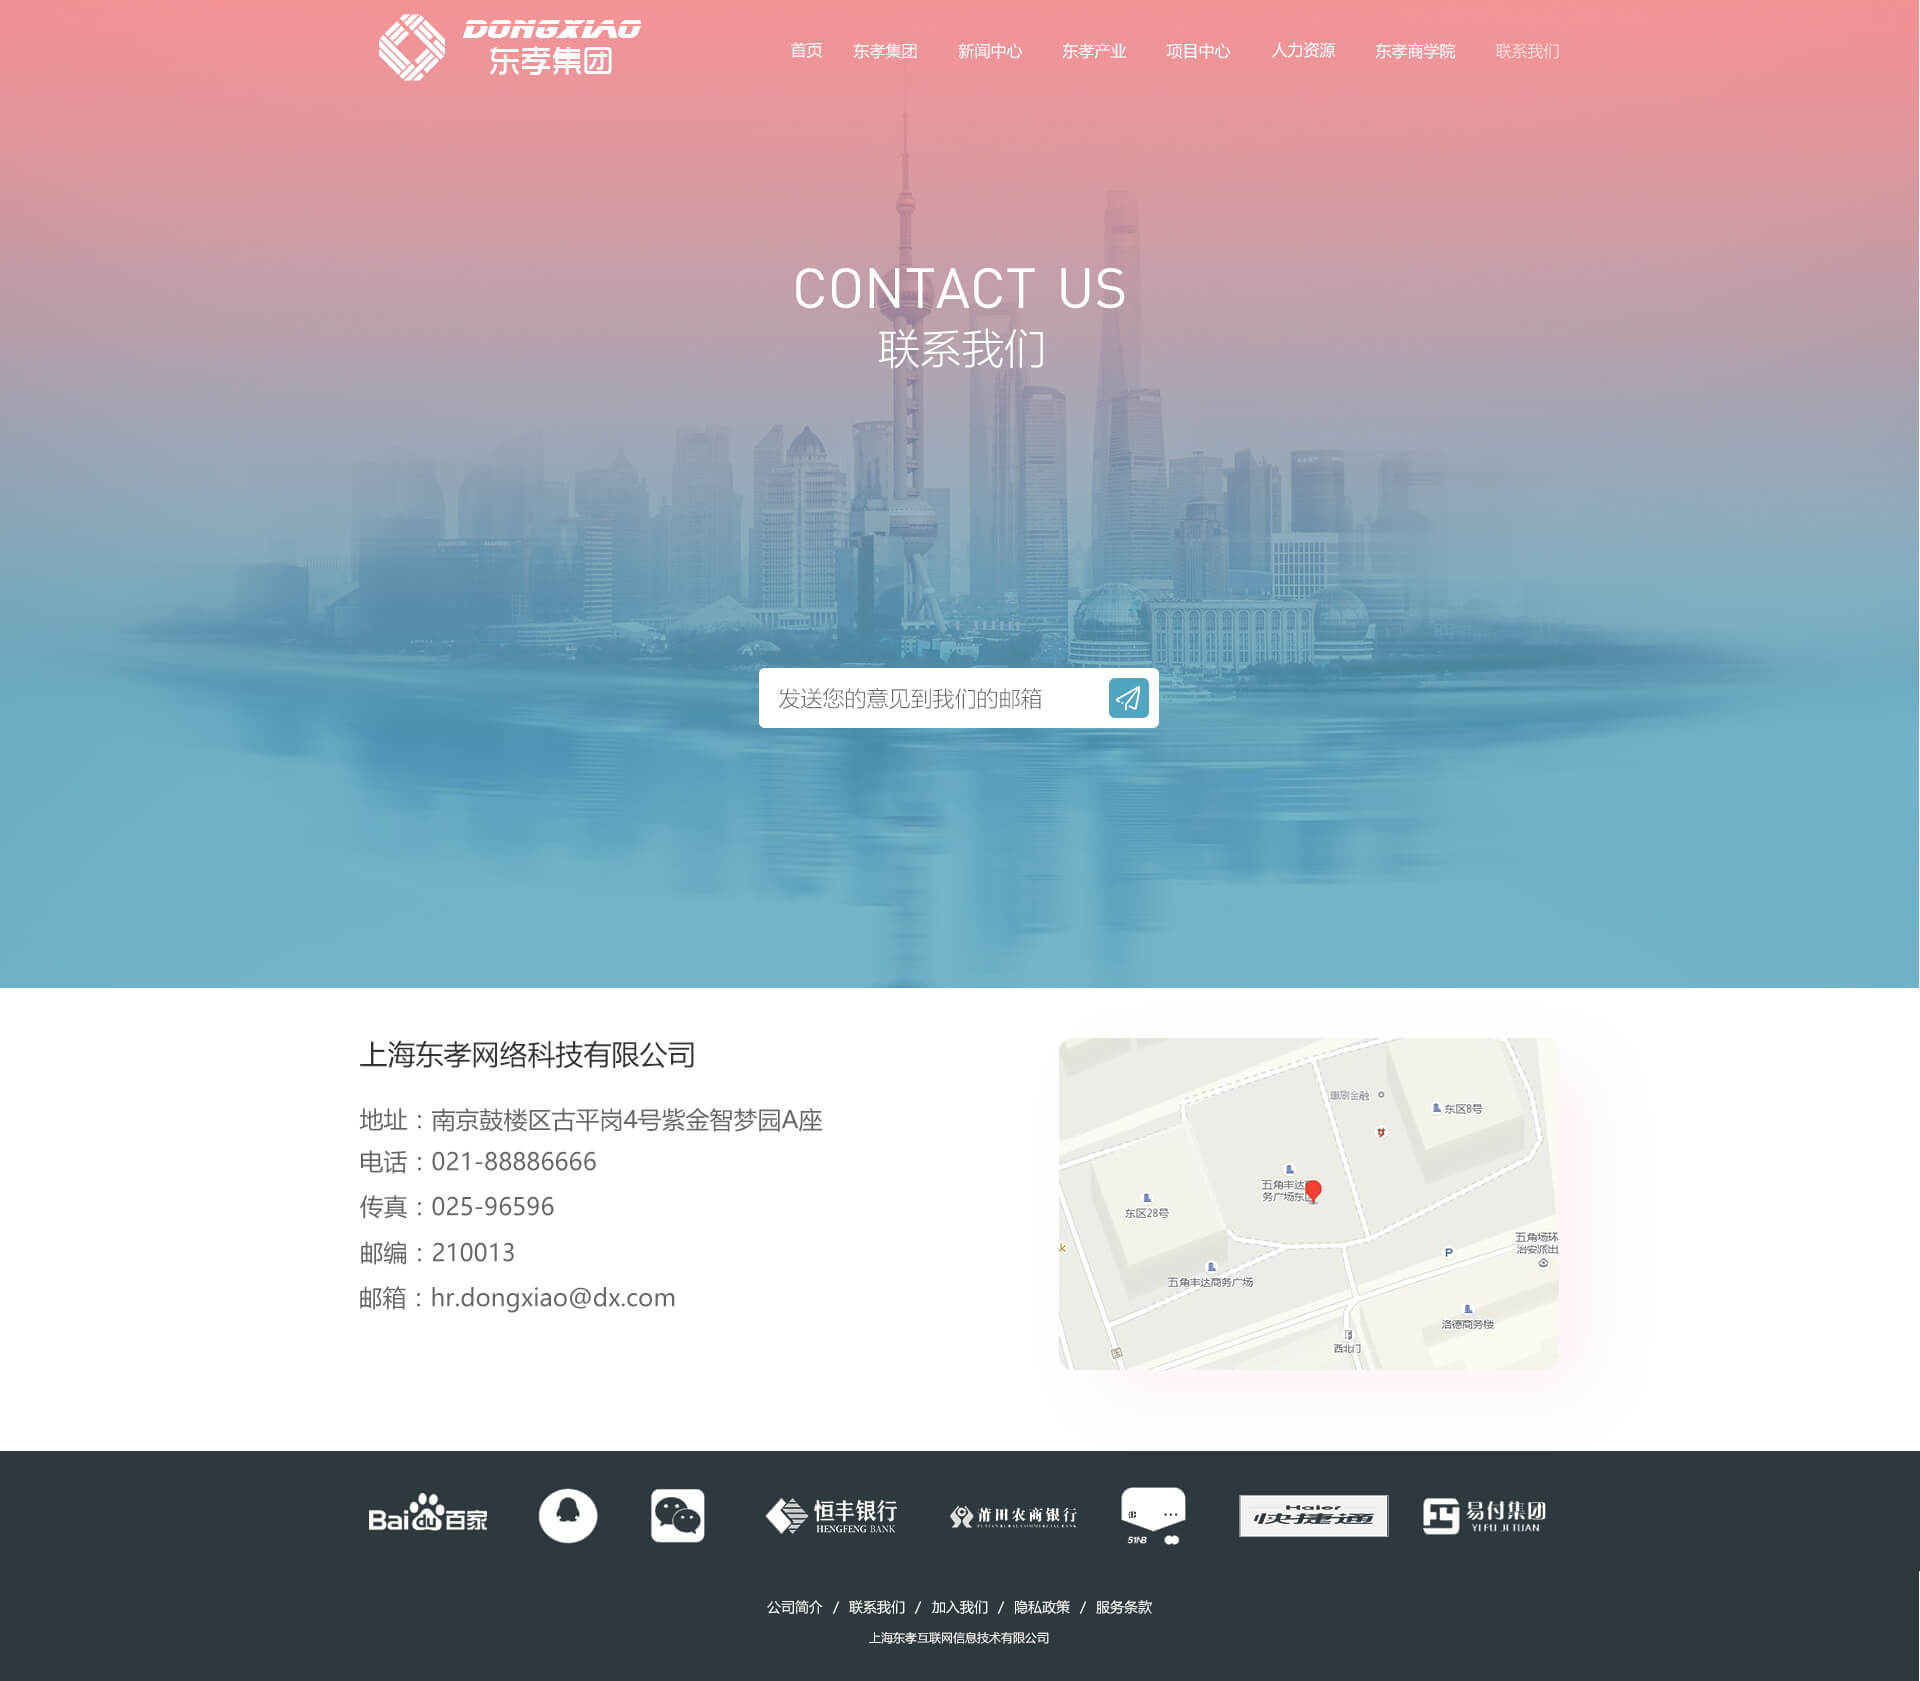 DONGXIAO
东孝集团
首页 东孝集团 新闻中心 东孝产业 项目中心 人力资源 东孝商学院 联系我们
CONTACT US
联系我们
发送您的意见到我们的邮箱
上海东孝网络科技有限公司
地址：南京鼓楼区古平岗4号紫金智梦园A座
电话：021-88886666
传真：025-96596
邮编：210013
邮箱：hr.dongxiao@dx.com
惠刷金融
东区8号
五角丰达
务广场东
东区28号
五角场环
治安派出
P
五角丰达商务广场
洛德商务楼
西北门
Bai百家
恒丰银行
HENGFENG BANK
莆田农商银行
51NB
Haier
快捷通
易付集团
YI FU JI TUAN
公司简介 / 联系我们 / 加入我们 / 隐私政策 / 服务条款
上海东孝互联网信息技术有限公司